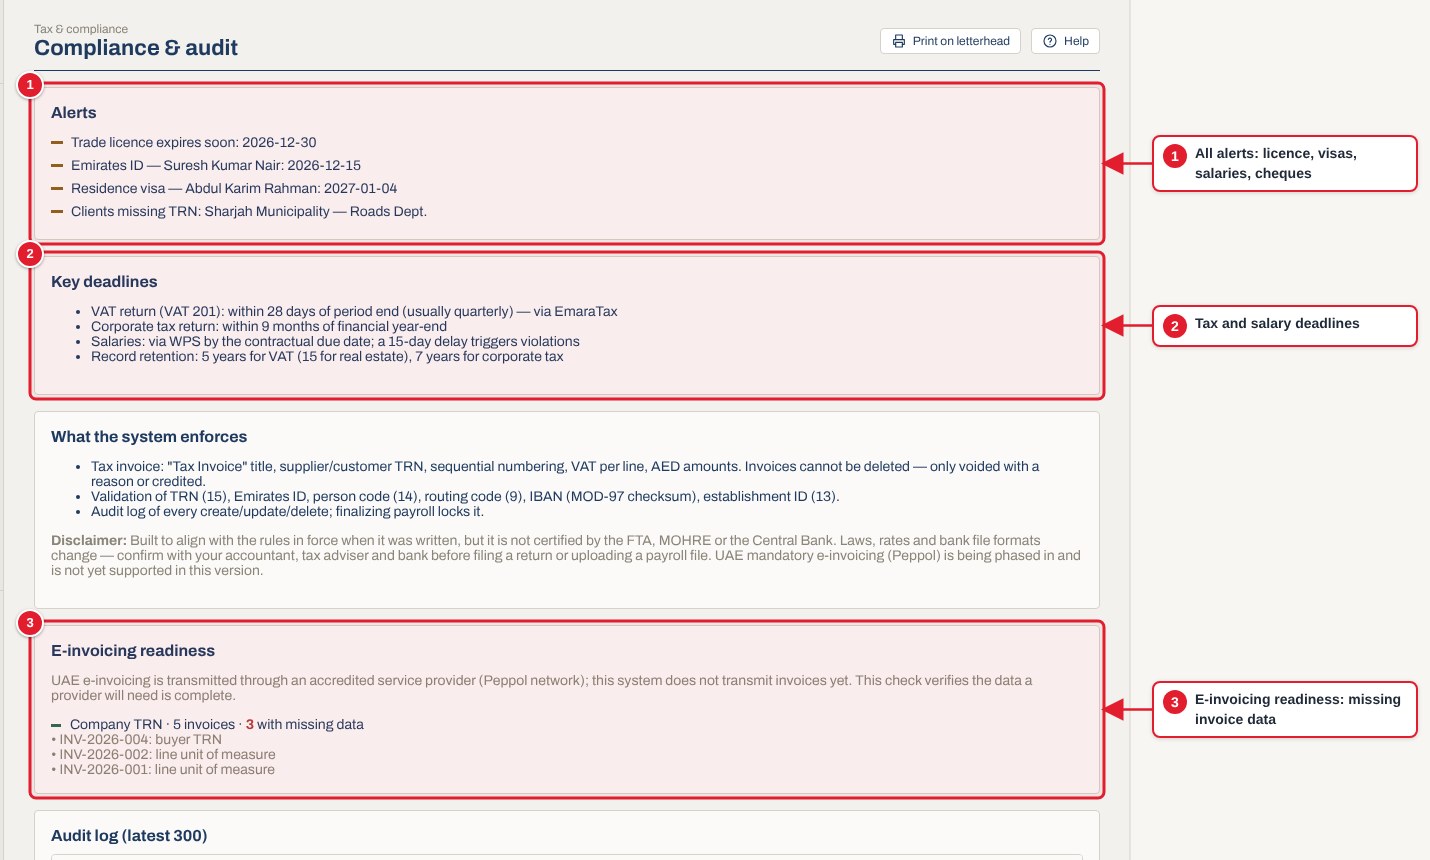 Tax & compliance
Compliance & audit
Print on letterhead
Help
1
Alerts
Trade licence expires soon: 2026-12-30
Emirates ID — Suresh Kumar Nair: 2026-12-15
Residence visa — Abdul Karim Rahman: 2027-01-04
Clients missing TRN: Sharjah Municipality — Roads Dept.
1 All alerts: licence, visas,
salaries, cheques
2
Key deadlines
• VAT return (VAT 201): within 28 days of period end (usually quarterly) — via EmaraTax
• Corporate tax return: within 9 months of financial year-end
• Salaries: via WPS by the contractual due date; a 15-day delay triggers violations
• Record retention: 5 years for VAT (15 for real estate), 7 years for corporate tax
2 Tax and salary deadlines
What the system enforces
• Tax invoice: "Tax Invoice" title, supplier/customer TRN, sequential numbering, VAT per line, AED amounts. Invoices cannot be deleted — only voided with a
reason or credited.
• Validation of TRN (15), Emirates ID, person code (14), routing code (9), IBAN (MOD-97 checksum), establishment ID (13).
• Audit log of every create/update/delete; finalizing payroll locks it.
Disclaimer: Built to align with the rules in force when it was written, but it is not certified by the FTA, MOHRE or the Central Bank. Laws, rates and bank file formats
change — confirm with your accountant, tax adviser and bank before filing a return or uploading a payroll file. UAE mandatory e-invoicing (Peppol) is being phased in and
is not yet supported in this version.
3
E-invoicing readiness
UAE e-invoicing is transmitted through an accredited service provider (Peppol network); this system does not transmit invoices yet. This check verifies the data a
provider will need is complete.
Company TRN · 5 invoices · 3 with missing data
• INV-2026-004: buyer TRN
• INV-2026-002: line unit of measure
• INV-2026-001: line unit of measure
3 E-invoicing readiness: missing
invoice data
Audit log (latest 300)